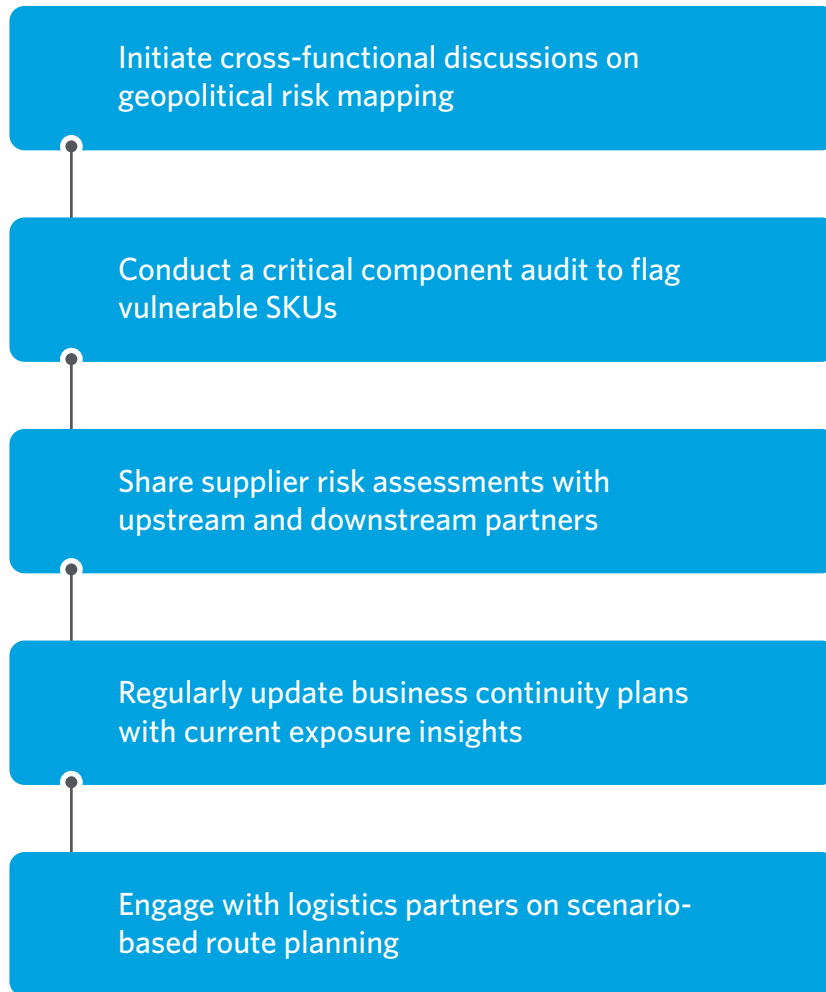 Initiate cross-functional discussions on
geopolitical risk mapping
Conduct a critical component audit to flag
vulnerable SKUs
Share supplier risk assessments with
upstream and downstream partners
Regularly update business continuity plans
with current exposure insights
Engage with logistics partners on scenario-
based route planning